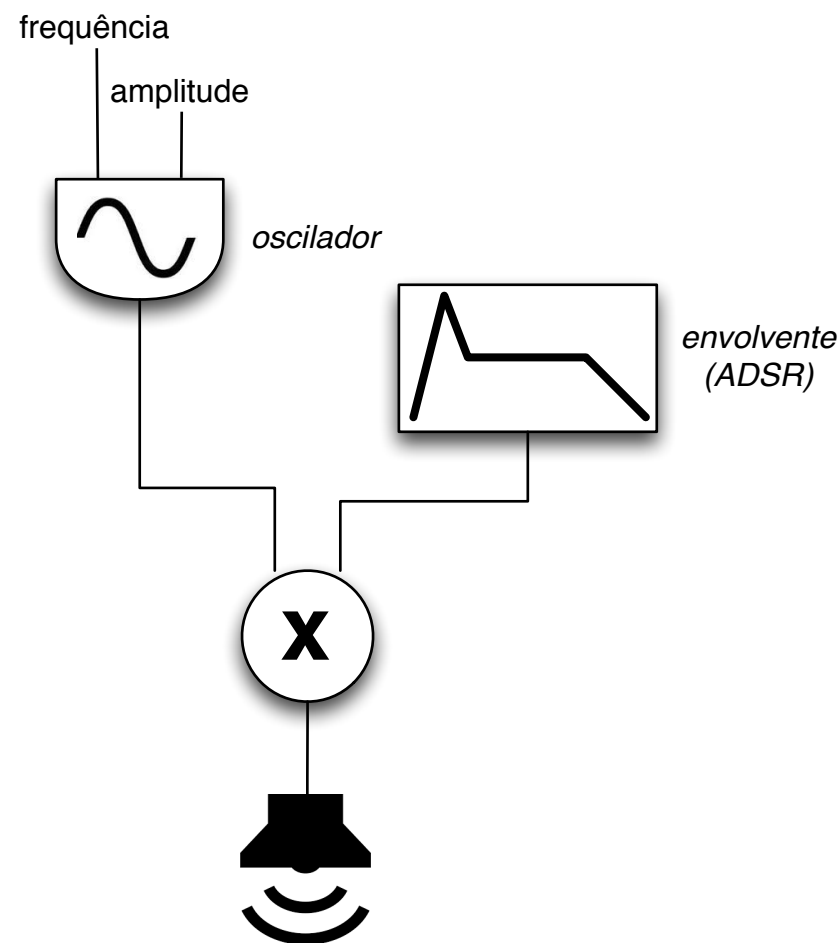 frequência
amplitude
oscilador
envolvente
(ADSR)
X